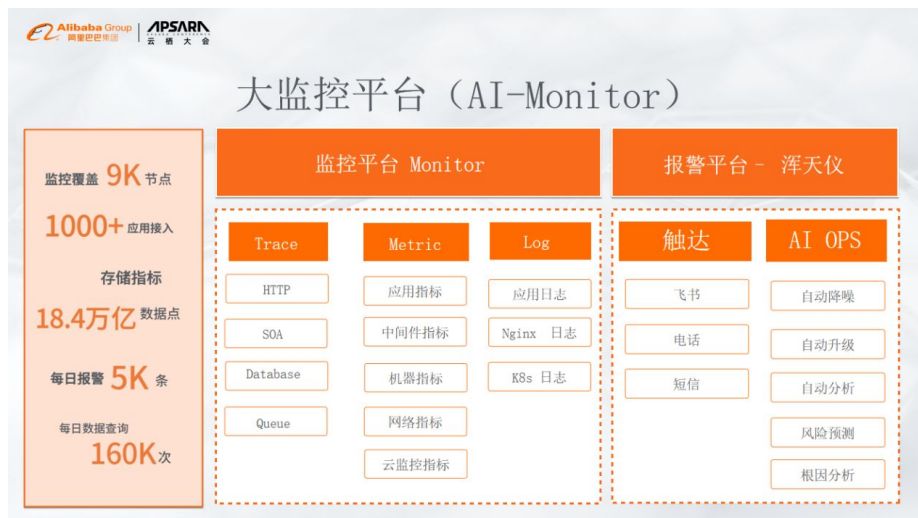 Alibaba Group
阿里巴巴集团
APSARA
APSARA CONFERENCE
云 栖 大 会
大监控平台（AI-Monitor）
监控覆盖 9K 节点
1000+ 应用接入
存储指标
18.4万亿 数据点
每日报警 5K 条
每日数据查询
160K 次
监控平台 Monitor
Trace
HTTP
SOA
Database
Queue
Metric
应用指标
中间件指标
机器指标
网络指标
云监控指标
Log
应用日志
Nginx 日志
K8s 日志
报警平台 - 浑天仪
触达
飞书
电话
短信
AI OPS
自动降噪
自动升级
自动分析
风险预测
根因分析